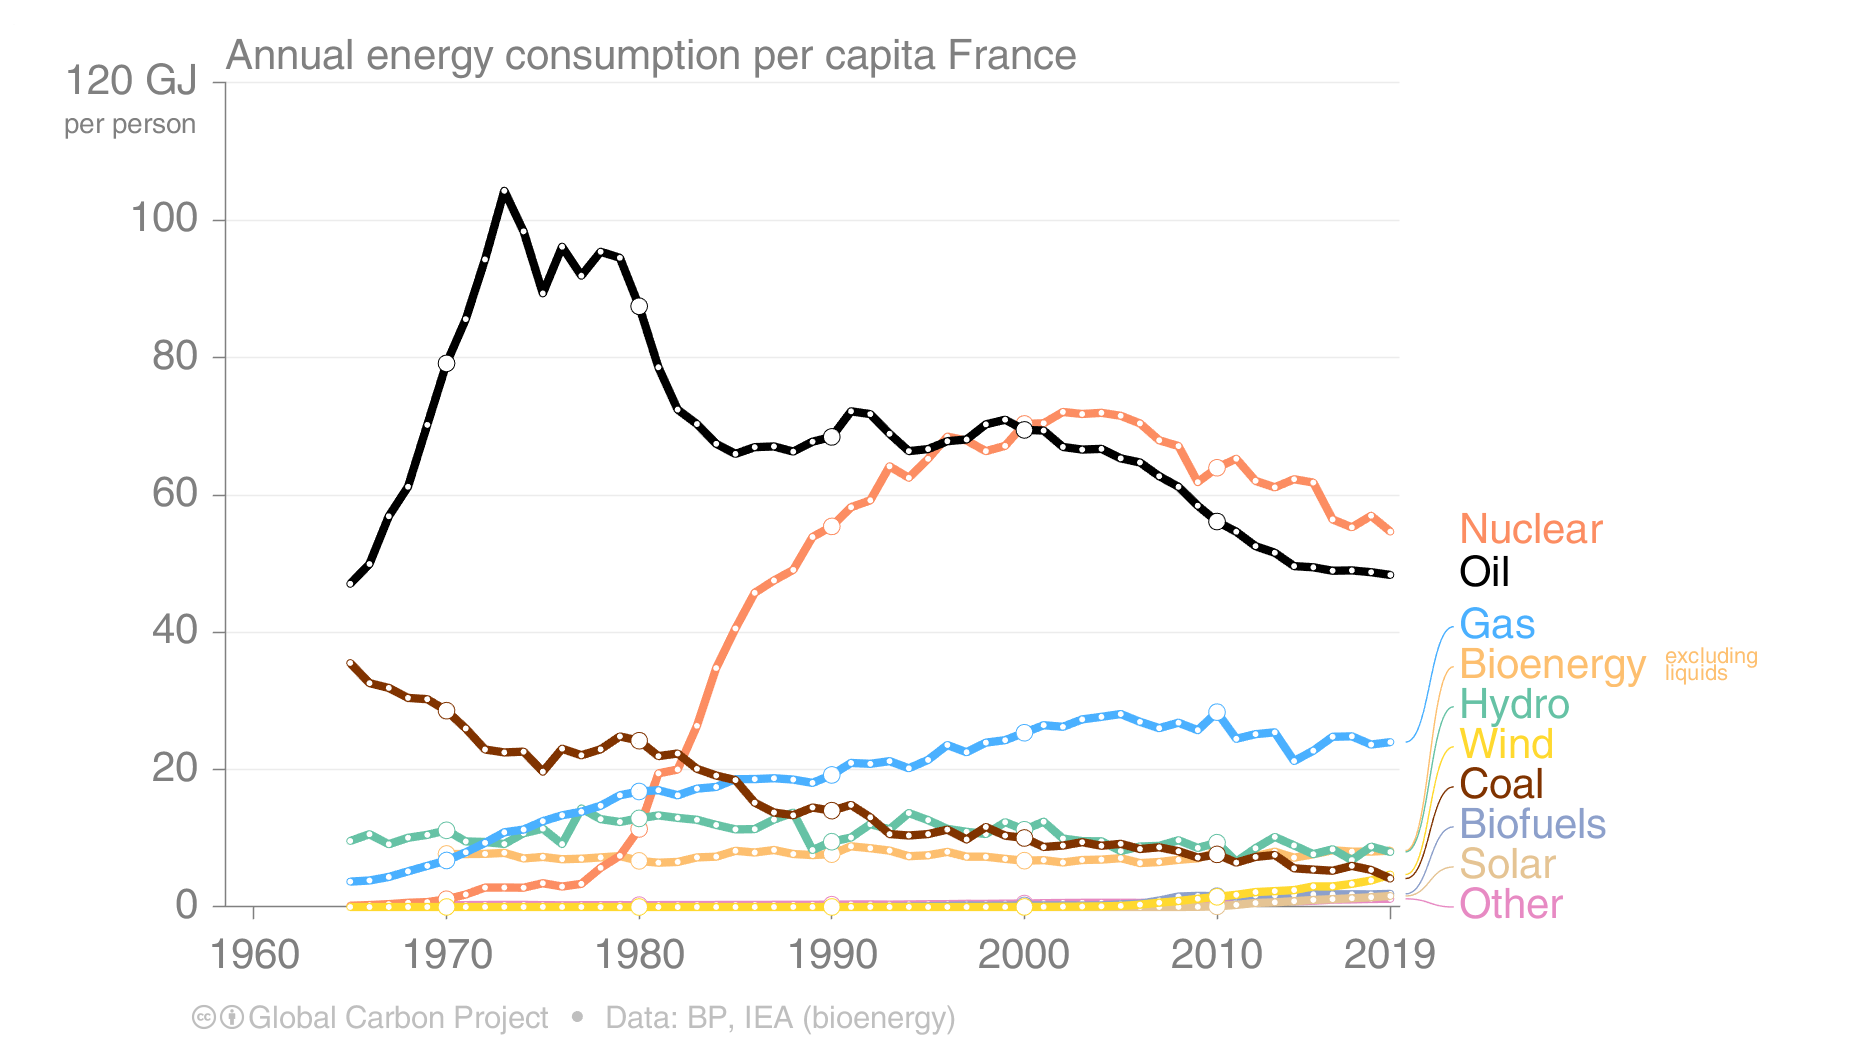 Annual energy consumption per capita France
120 GJ
per person
100
80
60
40
20
0
1960 1970 1980 1990 2000 2010 2019
Nuclear
Oil
Gas
Bioenergy excluding liquids
Hydro
Wind
Coal
Biofuels
Solar
Other
cc Global Carbon Project • Data: BP, IEA (bioenergy)